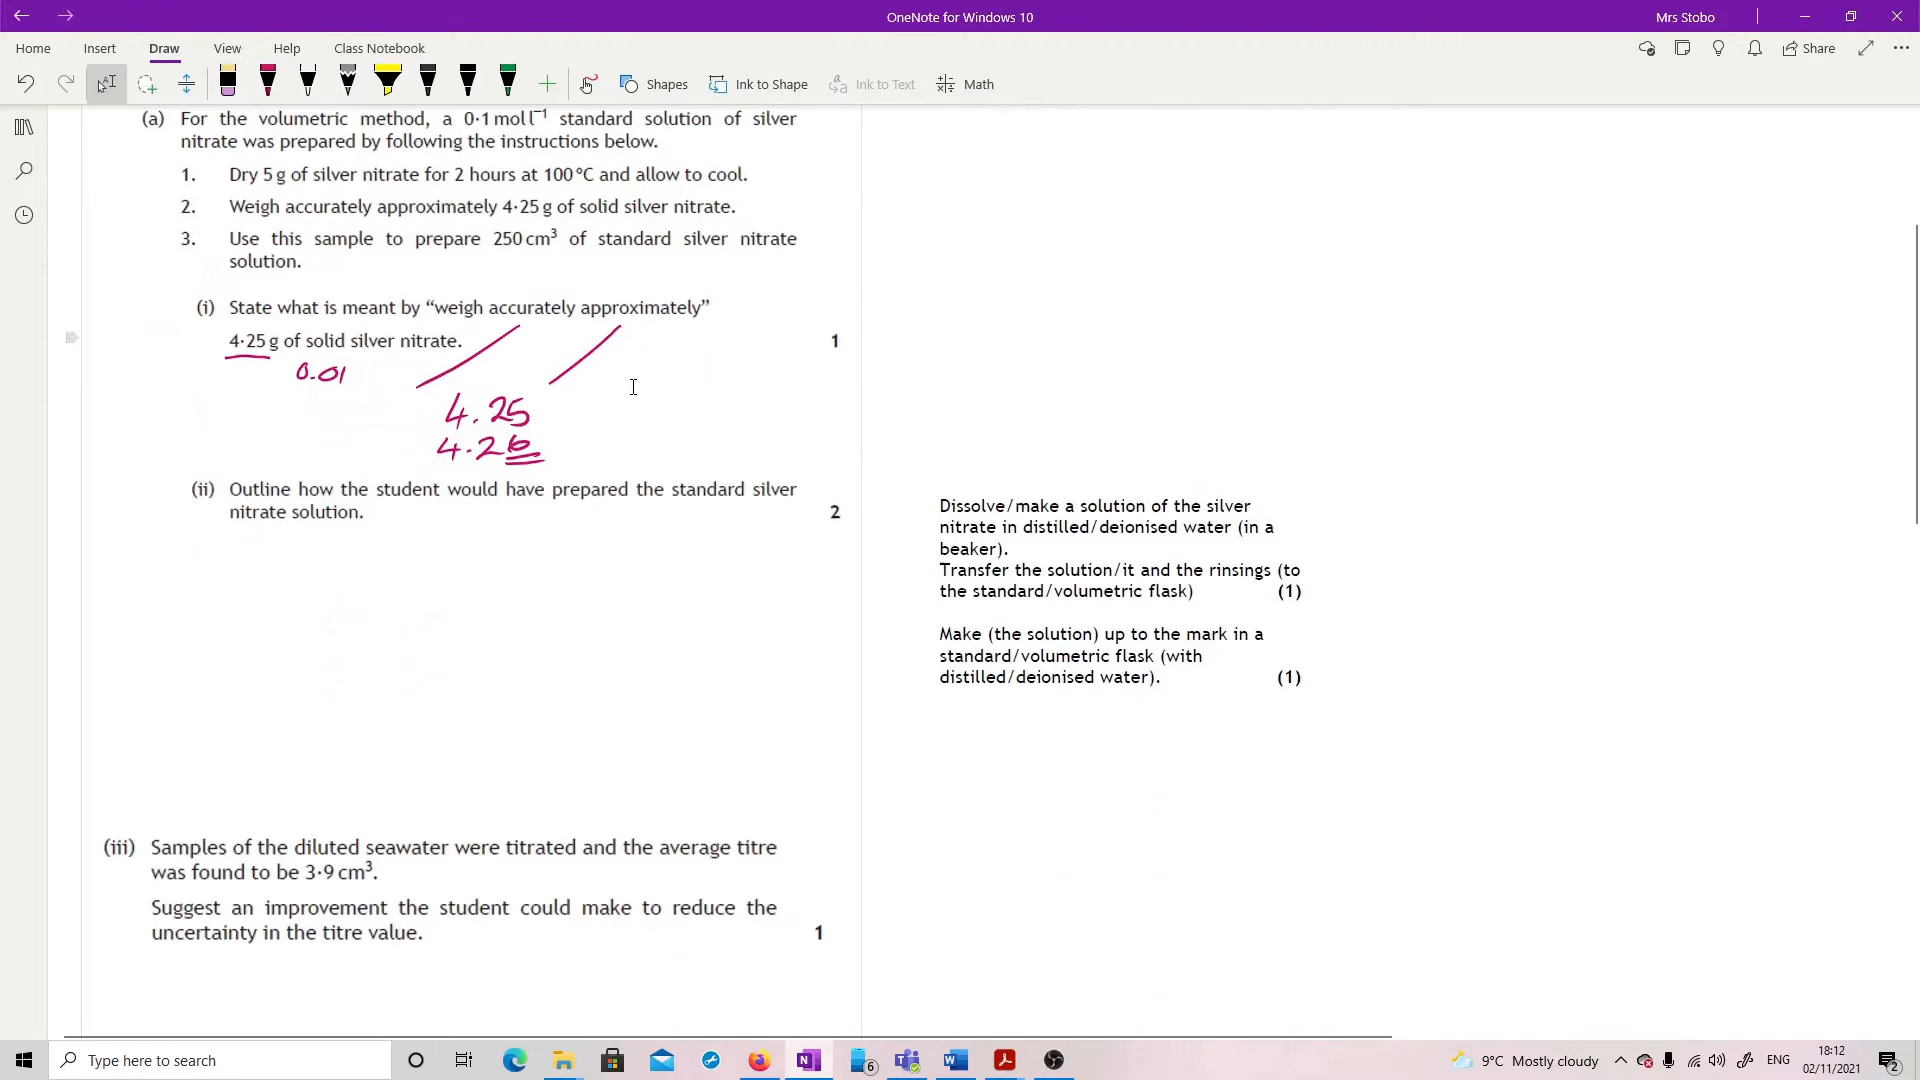 OneNote for Windows 10
Mrs Stobo
Home Insert Draw View Help Class Notebook
Share
Shapes Ink to Shape Ink to Text Math
(a) For the volumetric method, a 0·1 mol l⁻¹ standard solution of silver
nitrate was prepared by following the instructions below.
1. Dry 5 g of silver nitrate for 2 hours at 100 °C and allow to cool.
2. Weigh accurately approximately 4·25 g of solid silver nitrate.
3. Use this sample to prepare 250 cm³ of standard silver nitrate
solution.
(i) State what is meant by “weigh accurately approximately”
4·25 g of solid silver nitrate. 1
0.01
4.25
4.26
(ii) Outline how the student would have prepared the standard silver
nitrate solution. 2
Dissolve/make a solution of the silver
nitrate in distilled/deionised water (in a
beaker).
Transfer the solution/it and the rinsings (to
the standard/volumetric flask) (1)
Make (the solution) up to the mark in a
standard/volumetric flask (with
distilled/deionised water). (1)
(iii) Samples of the diluted seawater were titrated and the average titre
was found to be 3·9 cm³.
Suggest an improvement the student could make to reduce the
uncertainty in the titre value. 1
Type here to search
6
9°C Mostly cloudy
ENG
18:12
02/11/2021
2